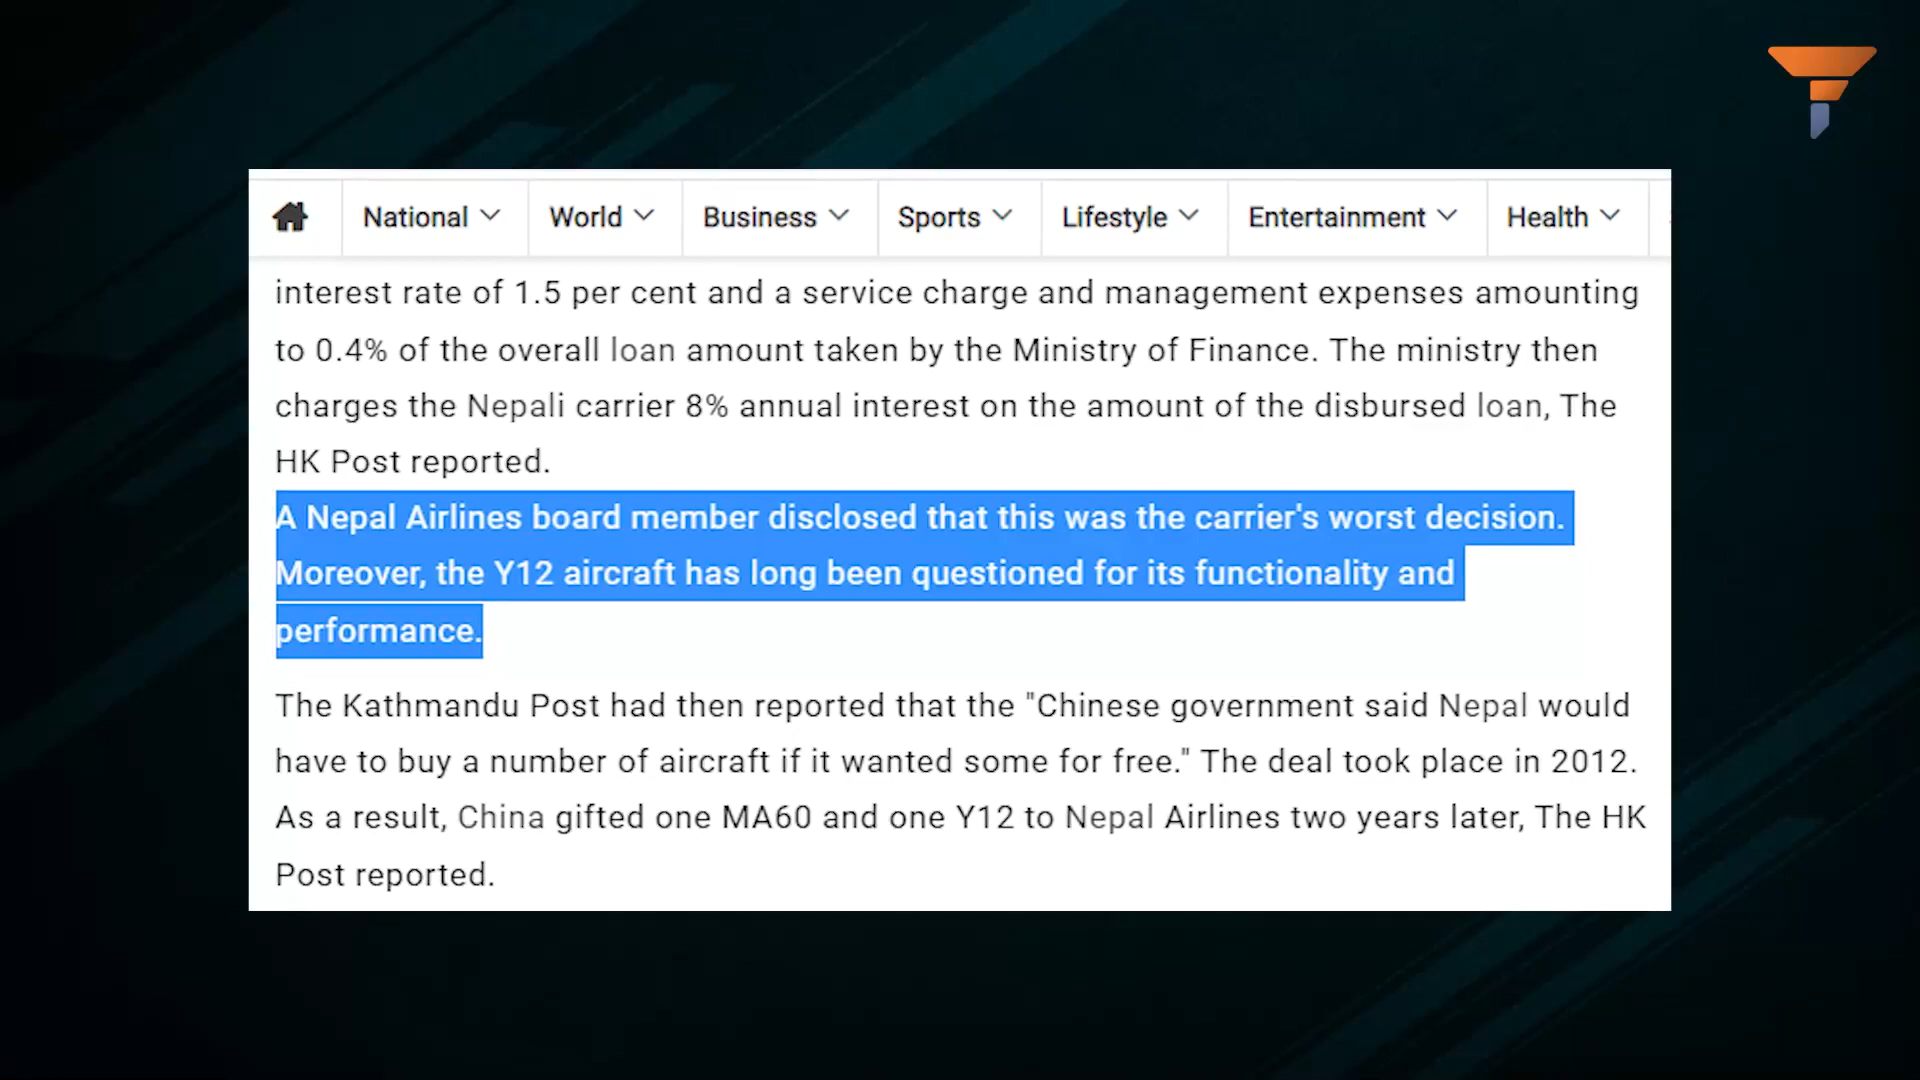 National World Business Sports Lifestyle Entertainment Health
interest rate of 1.5 per cent and a service charge and management expenses amounting
to 0.4% of the overall loan amount taken by the Ministry of Finance. The ministry then
charges the Nepali carrier 8% annual interest on the amount of the disbursed loan, The
HK Post reported.
A Nepal Airlines board member disclosed that this was the carrier's worst decision.
Moreover, the Y12 aircraft has long been questioned for its functionality and
performance.
The Kathmandu Post had then reported that the "Chinese government said Nepal would
have to buy a number of aircraft if it wanted some for free." The deal took place in 2012.
As a result, China gifted one MA60 and one Y12 to Nepal Airlines two years later, The HK
Post reported.